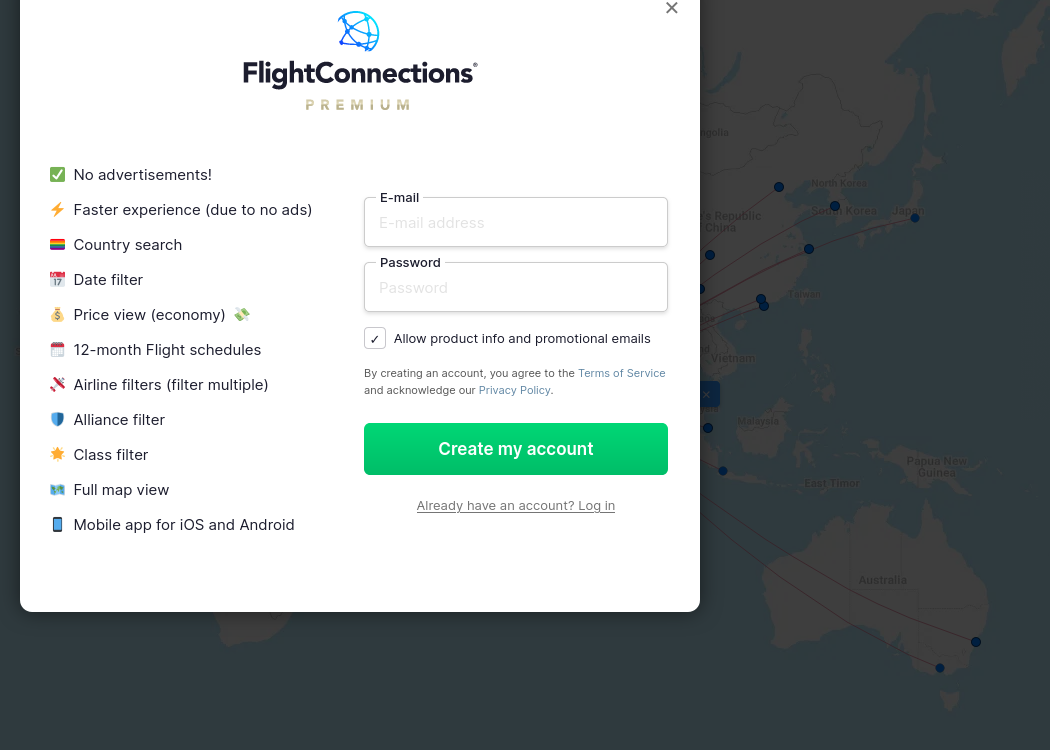 ×
FlightConnections®
PREMIUM
No advertisements!
Faster experience (due to no ads)
Country search
Date filter
Price view (economy)
12-month Flight schedules
Airline filters (filter multiple)
Alliance filter
Class filter
Full map view
Mobile app for iOS and Android
E-mail
E-mail address
Password
Password
Allow product info and promotional emails
By creating an account, you agree to the Terms of Service
and acknowledge our Privacy Policy.
Create my account
Already have an account? Log in
North Korea
South Korea
Japan
Republic
China
Taiwan
Vietnam
Malaysia
Papua New
Guinea
East Timor
Australia